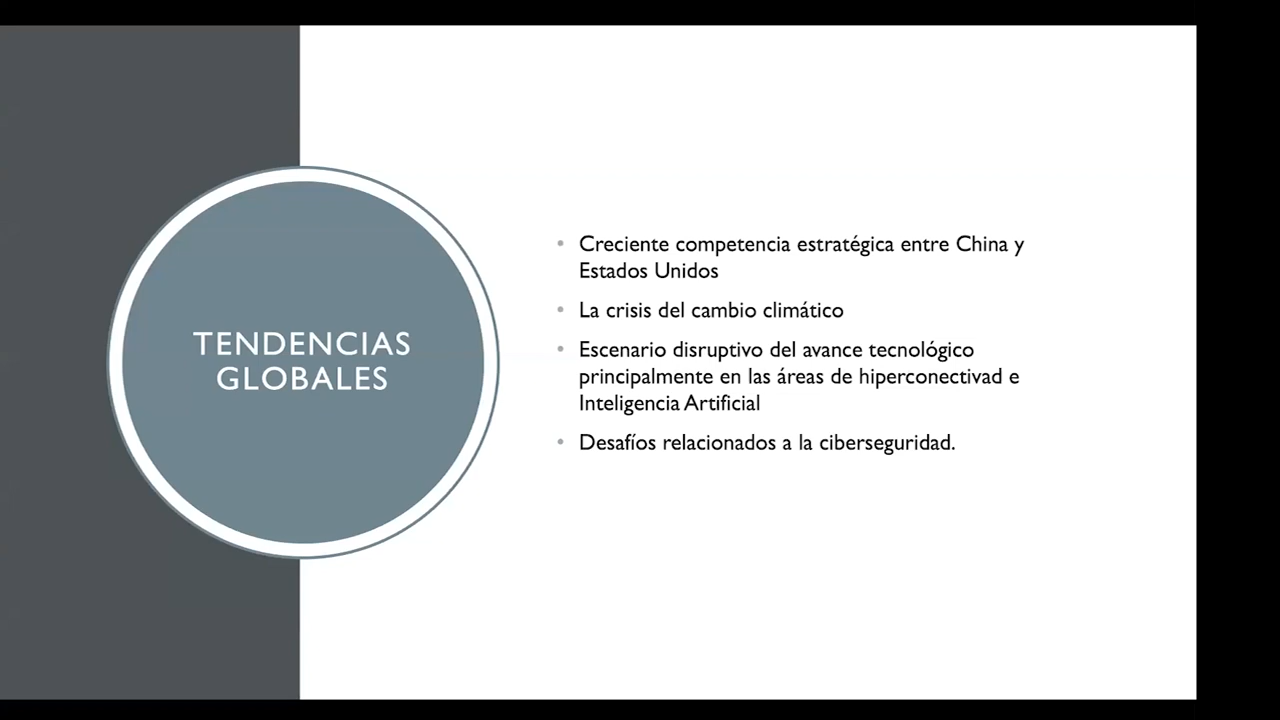 TENDENCIAS
GLOBALES
• Creciente competencia estratégica entre China y
Estados Unidos
• La crisis del cambio climático
• Escenario disruptivo del avance tecnológico
principalmente en las áreas de hiperconectivad e
Inteligencia Artificial
• Desafíos relacionados a la ciberseguridad.